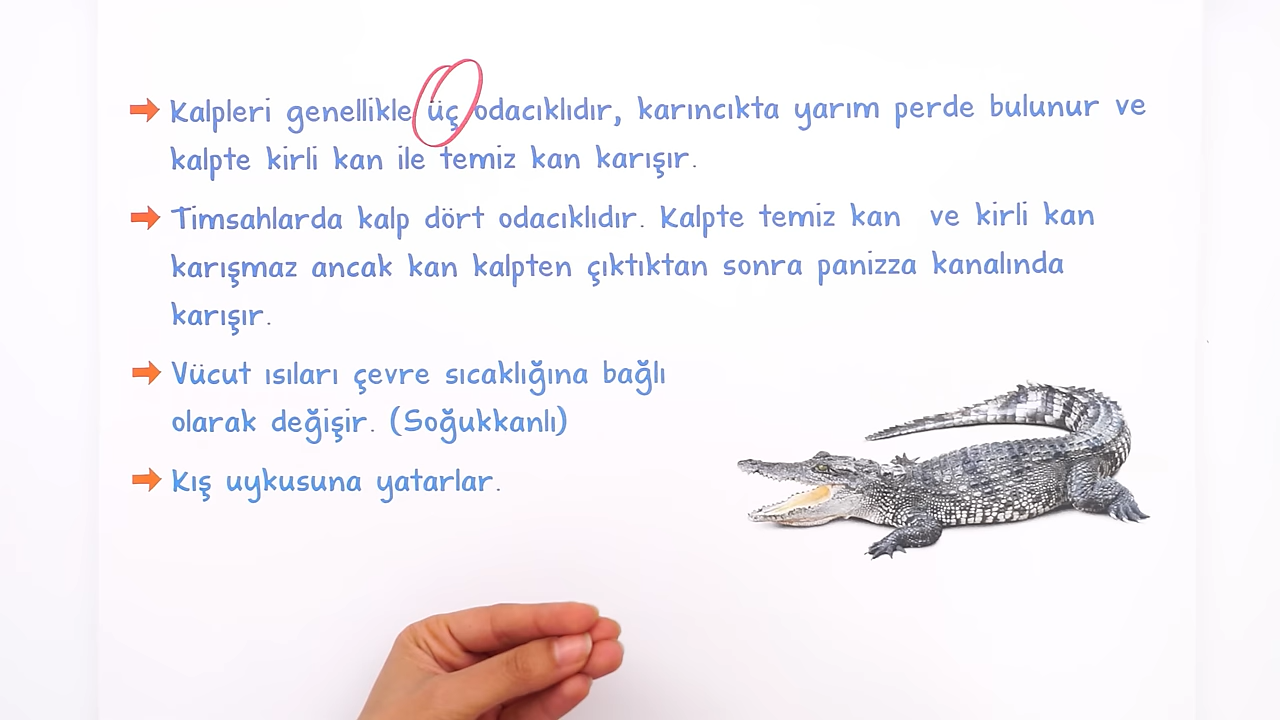 Kalpleri genellikle üç odacıklıdır, karıncıkta yarım perde bulunur ve
kalpte kirli kan ile temiz kan karışır.
Timsahlarda kalp dört odacıklıdır. Kalpte temiz kan ve kirli kan
karışmaz ancak kan kalpten çıktıktan sonra panizza kanalında
karışır.
Vücut ısıları çevre sıcaklığına bağlı
olarak değişir. (Soğukkanlı)
Kış uykusuna yatarlar.